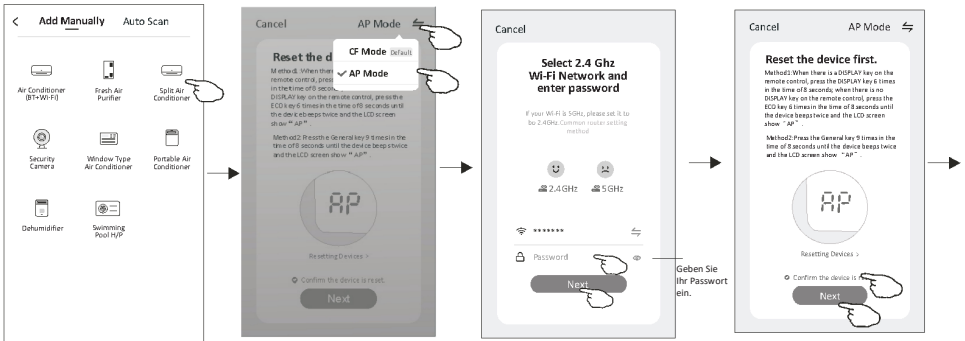 Add Manually Auto Scan
Air Conditioner
(BT+Wi-Fi)
Fresh Air
Purifier
Split Air
Conditioner
Security
Camera
Window Type
Air Conditioner
Portable Air
Conditioner
Dehumidifier
Swimming
Pool H/P
Cancel AP Mode
CF Mode Default
AP Mode
Reset the d
Method1: When there
remote control, press
in the time of 8 secon
DISPLAY key on the remote control, press the
ECO key 6 times in the time of 8 seconds until
the device beeps twice and the LCD screen
show "AP".
Method2: Press the General key 9 times in the
time of 8 seconds until the device beeps twice
and the LCD screen show "AP".
AP
Resetting Devices >
Confirm the device is reset.
Next
Cancel
Select 2.4 Ghz
Wi-Fi Network and
enter password
If your Wi-Fi is 5GHz, please set it to
be 2.4GHz. Common router setting
method
2.4GHz 5GHz
*******
Password
Next
Geben Sie
Ihr Passwort
ein.
Cancel AP Mode
Reset the device first.
Method1: When there is a DISPLAY key on the
remote control, press the DISPLAY key 6 times
in the time of 8 seconds; when there is no
DISPLAY key on the remote control, press the
ECO key 6 times in the time of 8 seconds until
the device beeps twice and the LCD screen
show "AP".
Method2: Press the General key 9 times in the
time of 8 seconds until the device beeps twice
and the LCD screen show "AP".
AP
Resetting Devices >
Confirm the device is
Next